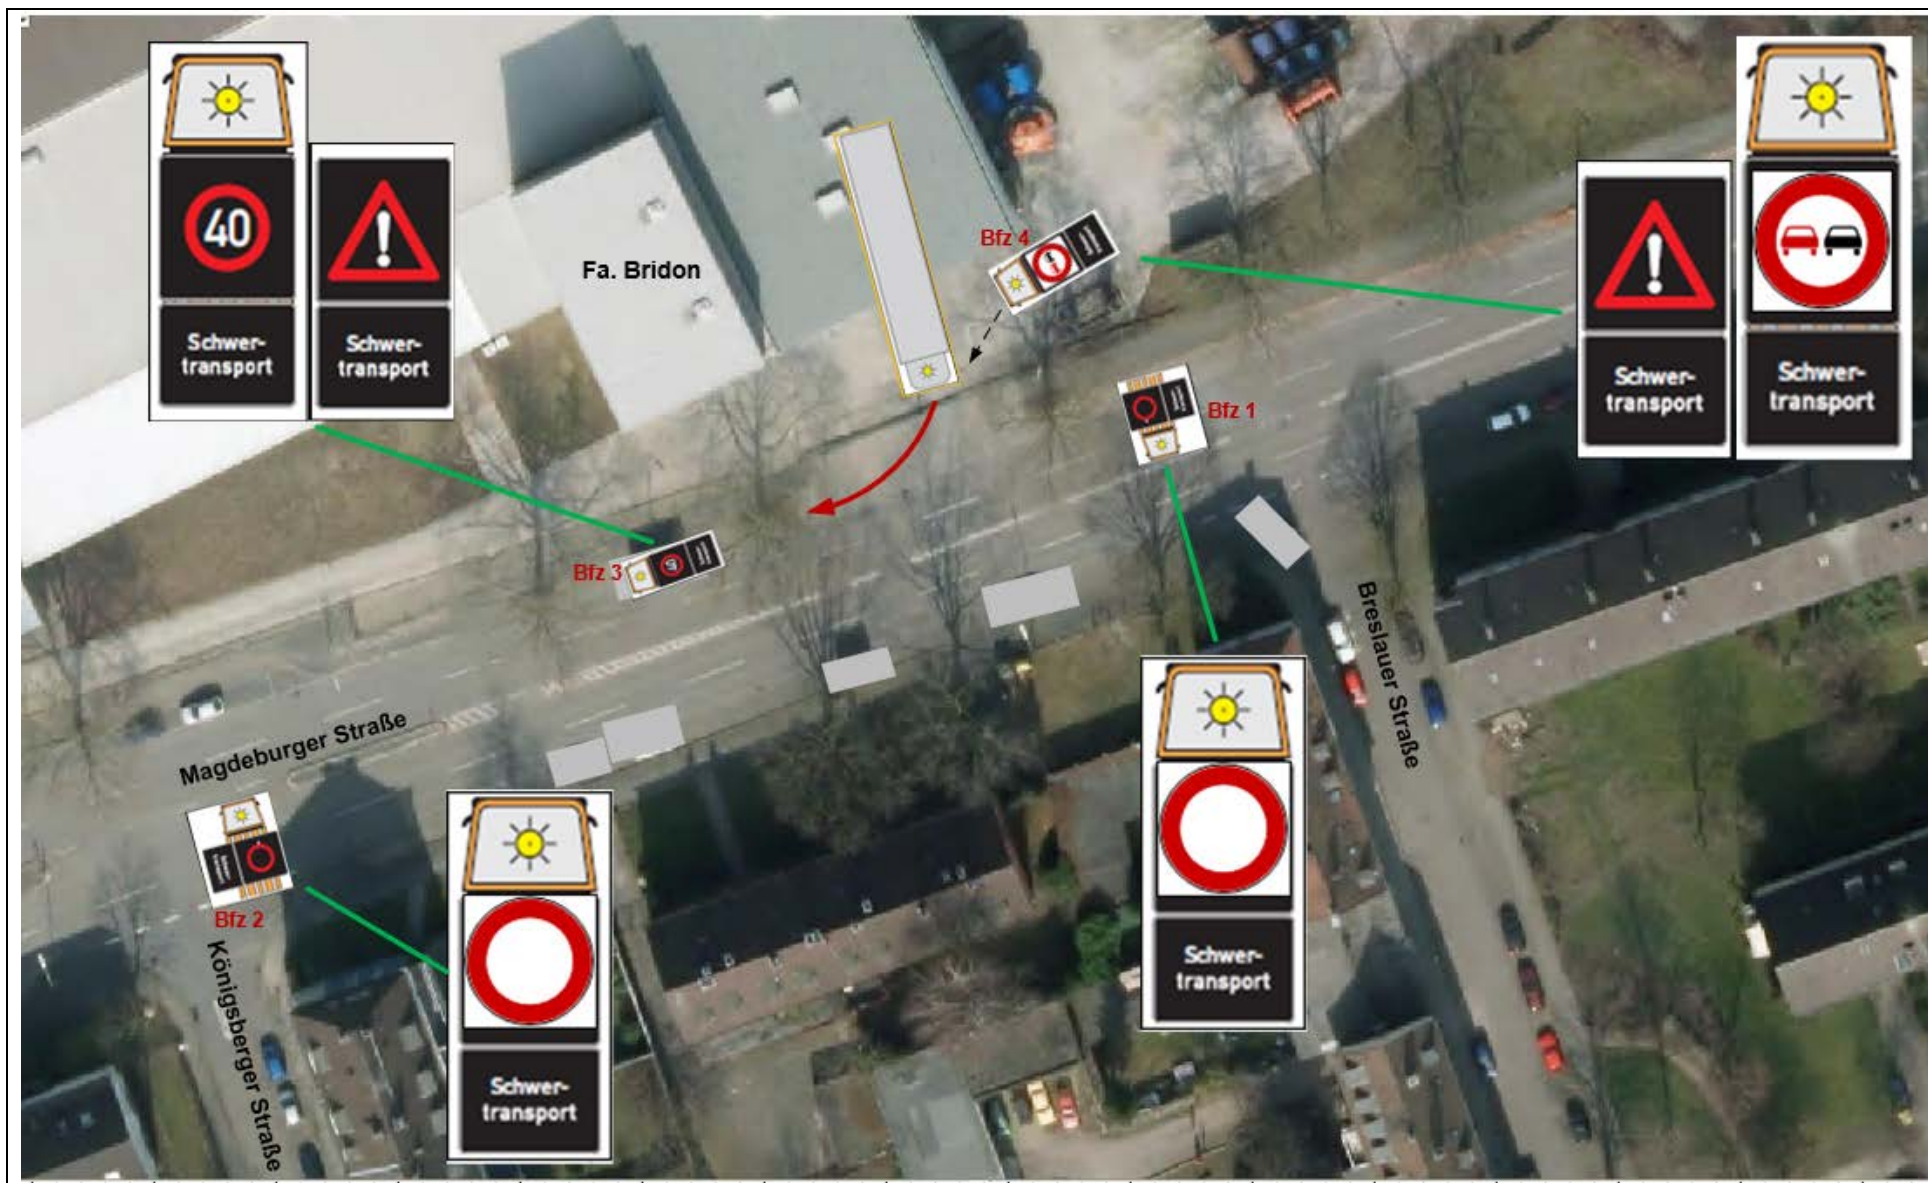 40
Schwer-
transport
Schwer-
transport
Fa. Bridon
Bfz 4
Schwer-
transport
Schwer-
transport
Bfz 1
Bfz 3
Breslauer Straße
Magdeburger Straße
Bfz 2
Königsberger Straße
Schwer-
transport
Schwer-
transport